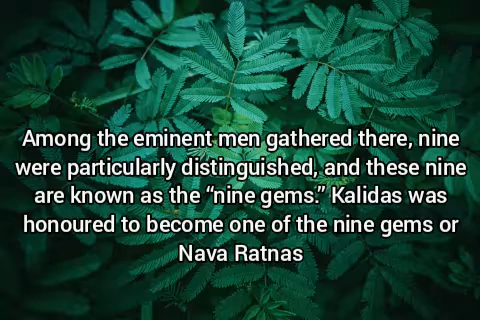 Among the eminent men gathered there, nine
were particularly distinguished, and these nine
are known as the “nine gems.” Kalidas was
honoured to become one of the nine gems or
Nava Ratnas